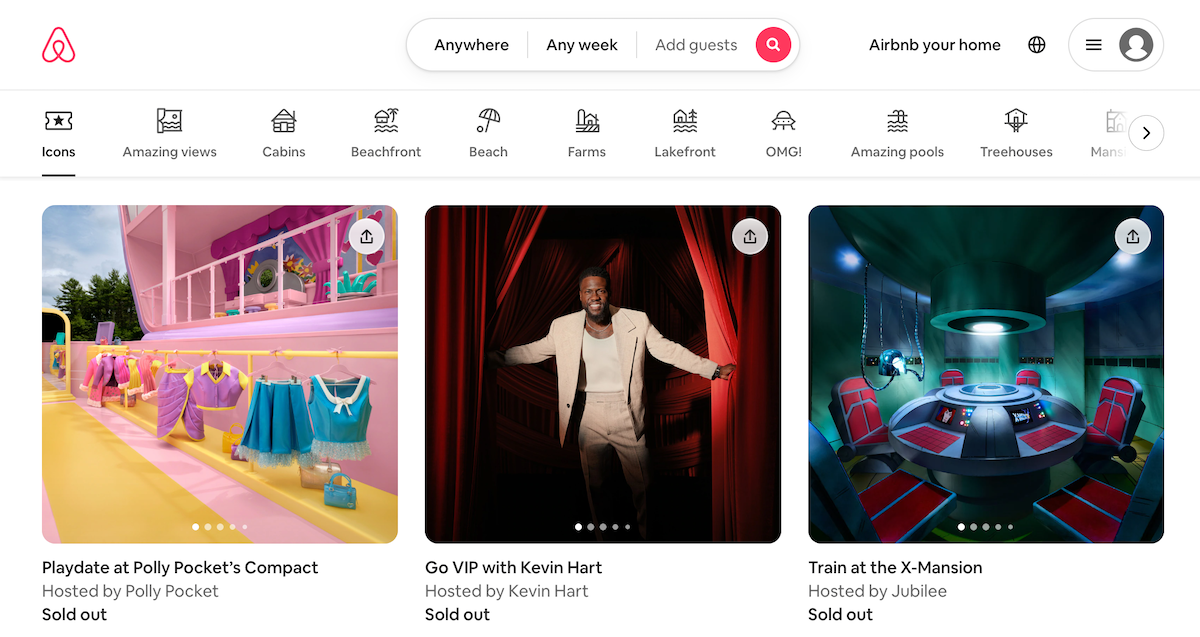 Anywhere
Any week
Add guests
Airbnb your home
Icons
Amazing views
Cabins
Beachfront
Beach
Farms
Lakefront
OMG!
Amazing pools
Treehouses
Playdate at Polly Pocket’s Compact
Hosted by Polly Pocket
Sold out
Go VIP with Kevin Hart
Hosted by Kevin Hart
Sold out
Train at the X-Mansion
Hosted by Jubilee
Sold out